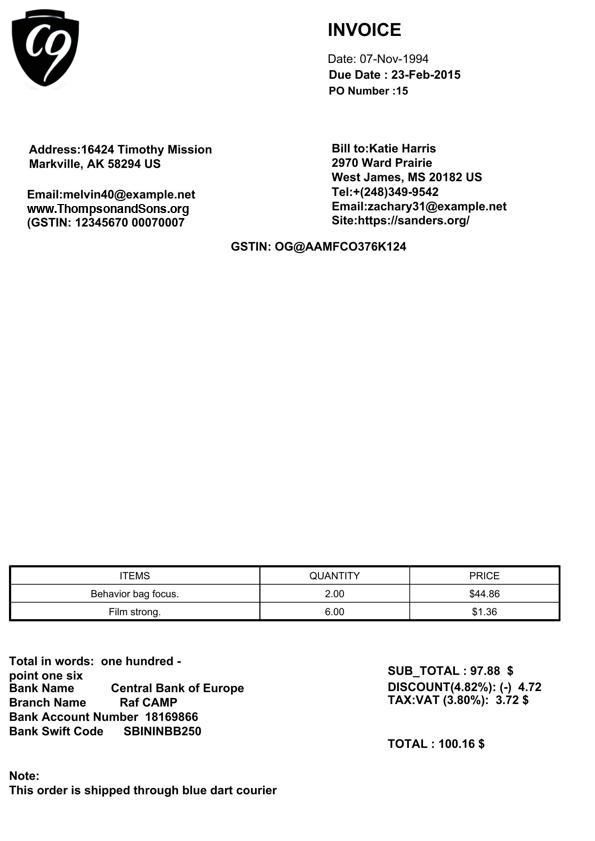 C9
INVOICE
Date: 07-Nov-1994
Due Date : 23-Feb-2015
PO Number :15
Address:16424 Timothy Mission
Markville, AK 58294 US
Email:melvin40@example.net
www.ThompsonandSons.org
(GSTIN: 12345670 00070007
Bill to:Katie Harris
2970 Ward Prairie
West James, MS 20182 US
Tel:+(248)349-9542
Email:zachary31@example.net
Site:https://sanders.org/
GSTIN: OG@AAMFCO376K124
ITEMS QUANTITY PRICE
Behavior bag focus. 2.00 $44.86
Film strong. 6.00 $1.36
Total in words: one hundred -
point one six
Bank Name Central Bank of Europe
Branch Name Raf CAMP
Bank Account Number 18169866
Bank Swift Code SBININBB250
SUB_TOTAL : 97.88 $
DISCOUNT(4.82%): (-) 4.72
TAX:VAT (3.80%): 3.72 $
TOTAL : 100.16 $
Note:
This order is shipped through blue dart courier